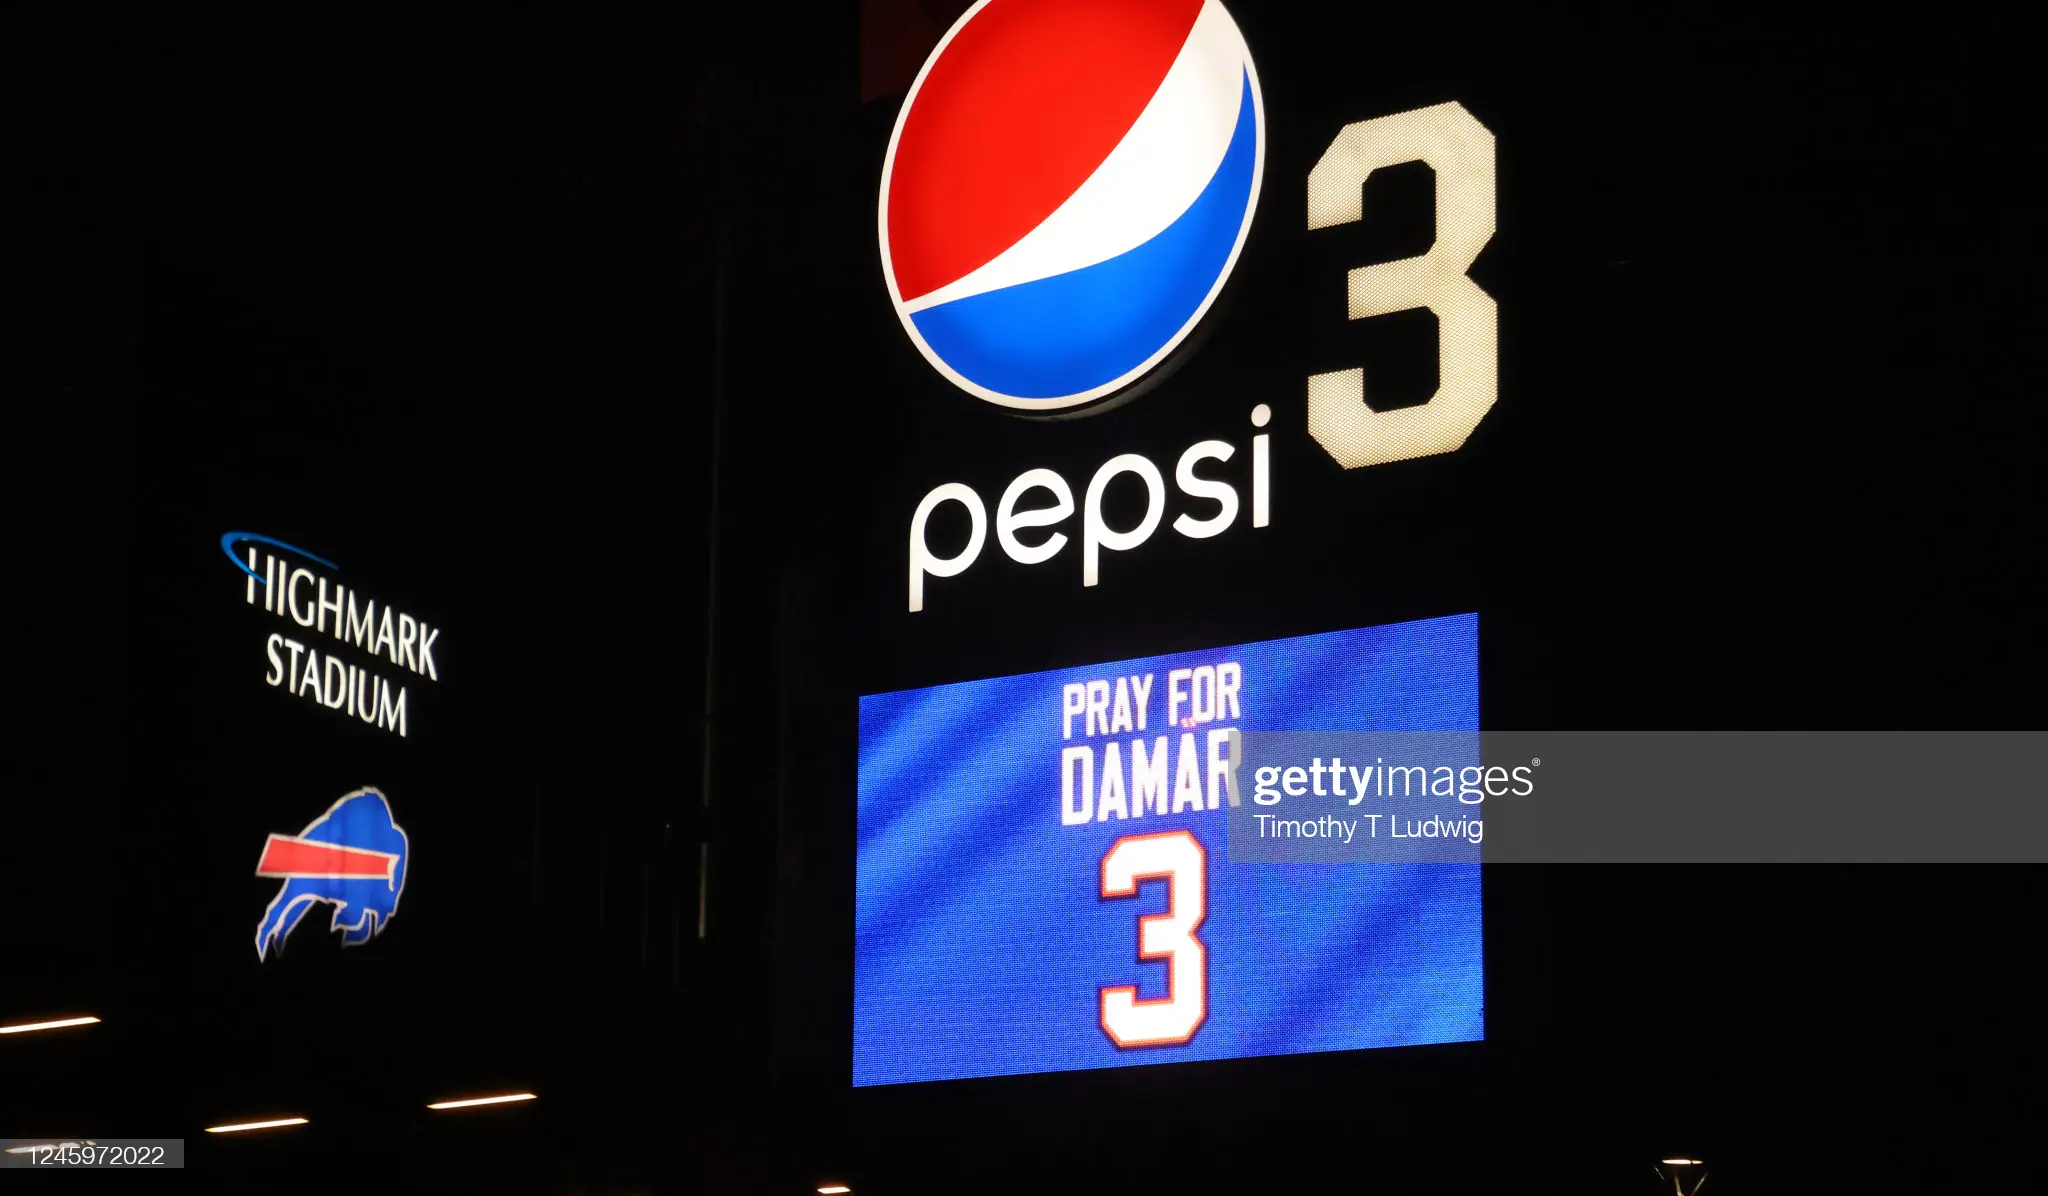 3
pepsi
HIGHMARK
STADIUM
PRAY FOR
DAMAR
3
gettyimages®
Timothy T Ludwig
1245972022